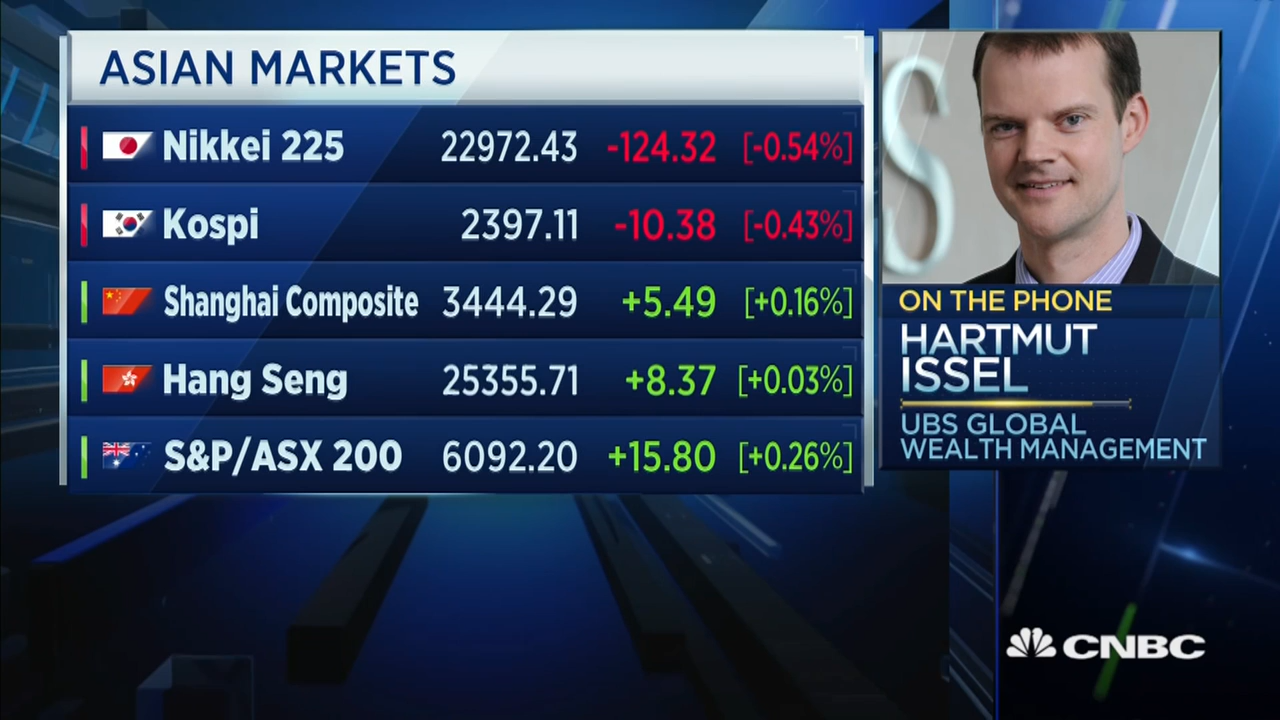 ASIAN MARKETS
Nikkei 225 22972.43 -124.32 [-0.54%]
Kospi 2397.11 -10.38 [-0.43%]
Shanghai Composite 3444.29 +5.49 [+0.16%]
Hang Seng 25355.71 +8.37 [+0.03%]
S&P/ASX 200 6092.20 +15.80 [+0.26%]
S
ON THE PHONE
HARTMUT
ISSEL
UBS GLOBAL
WEALTH MANAGEMENT
CNBC